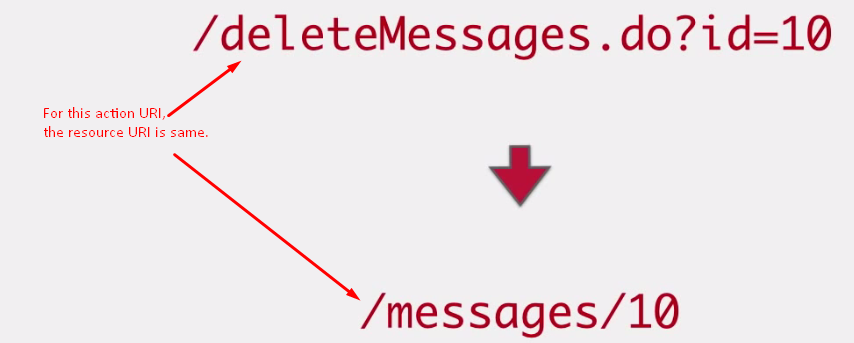 /deleteMessages.do?id=10
For this action URI,
the resource URI is same.
/messages/10